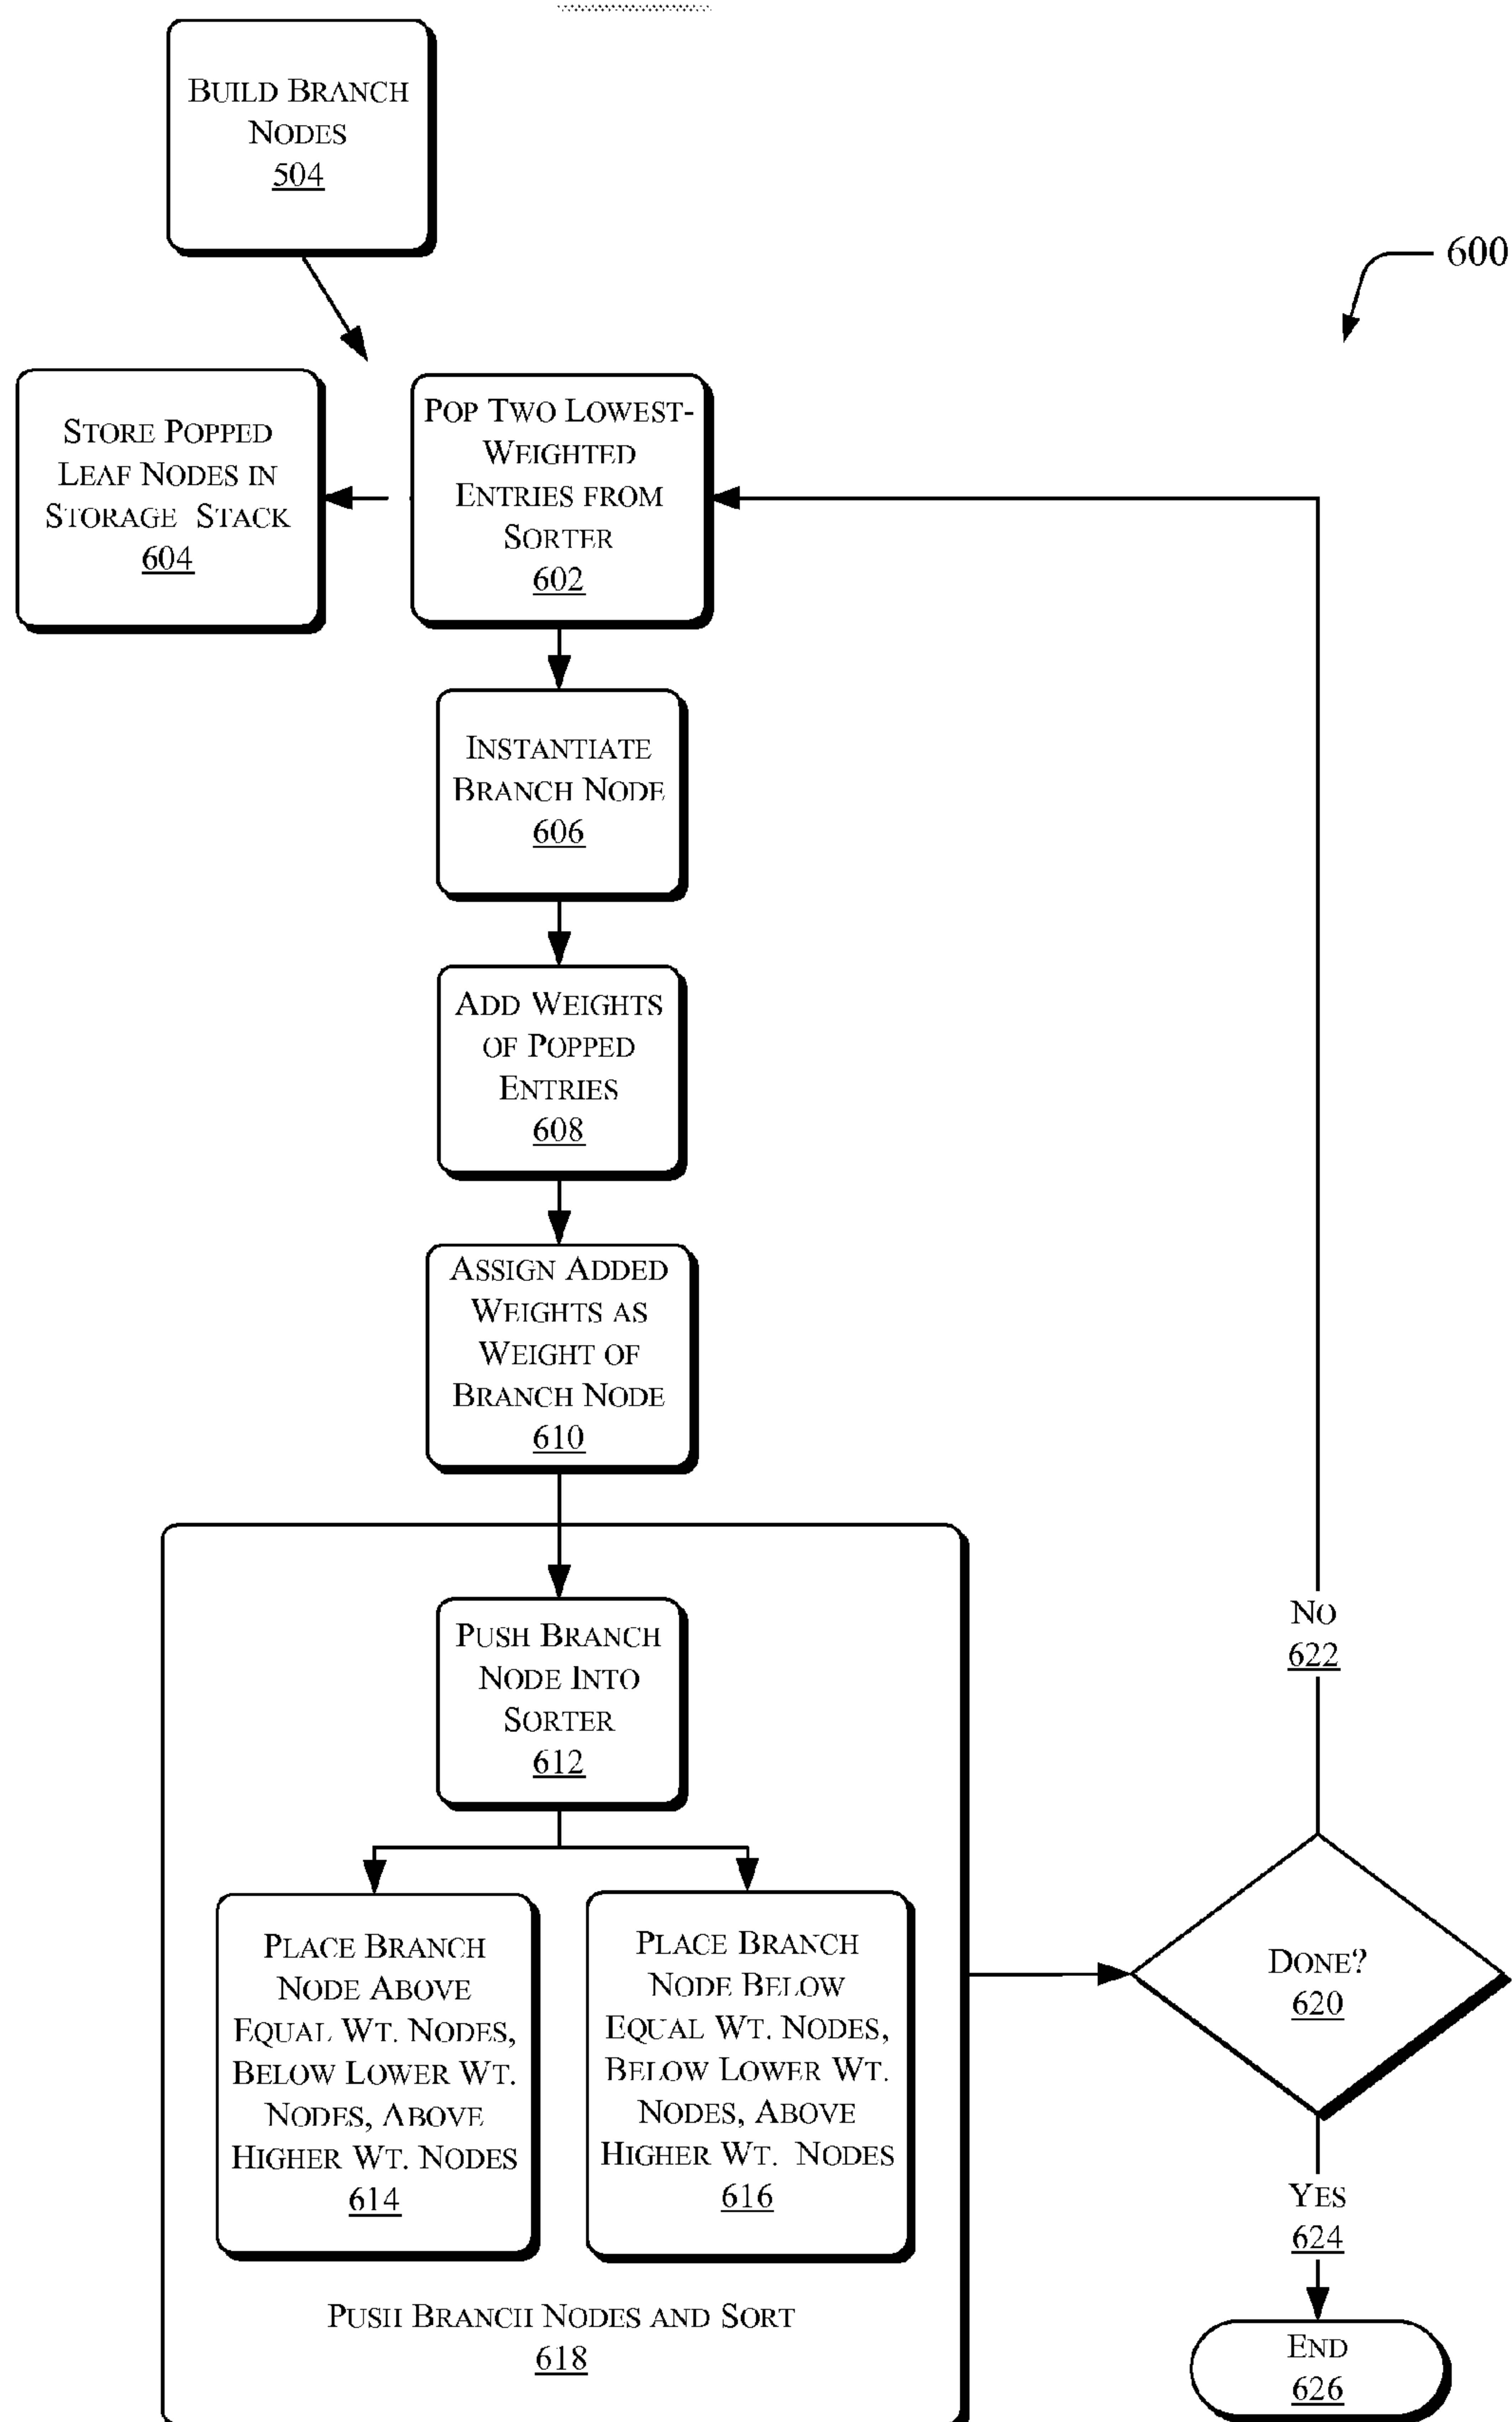 BUILD BRANCH
NODES
504
600
STORE POPPED
LEAF NODES IN
STORAGE STACK
604
POP TWO LOWEST-
WEIGHTED
ENTRIES FROM
SORTER
602
INSTANTIATE
BRANCH NODE
606
ADD WEIGHTS
OF POPPED
ENTRIES
608
ASSIGN ADDED
WEIGHTS AS
WEIGHT OF
BRANCH NODE
610
PUSH BRANCH
NODE INTO
SORTER
612
PLACE BRANCH
NODE ABOVE
EQUAL WT. NODES,
BELOW LOWER WT.
NODES, ABOVE
HIGHER WT. NODES
614
PLACE BRANCH
NODE BELOW
EQUAL WT. NODES,
BELOW LOWER WT.
NODES, ABOVE
HIGHER WT. NODES
616
PUSH BRANCH NODES AND SORT
618
NO
622
DONE?
620
YES
624
END
626